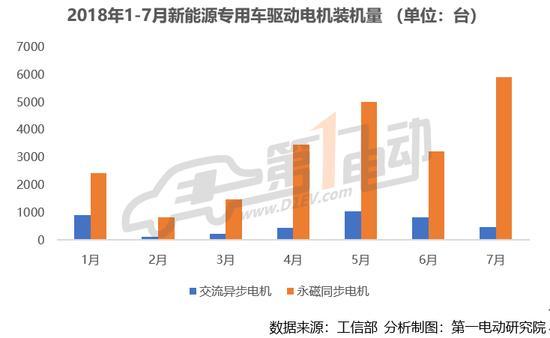 2018年1-7月新能源专用车驱动电机装机量 （单位：台）
7000
6000
5000
4000
3000
2000
1000
0
1月 2月 3月 4月 5月 6月 7月
第1电动
www.D1EV.com
交流异步电机 永磁同步电机
数据来源：工信部 分析制图：第一电动研究院